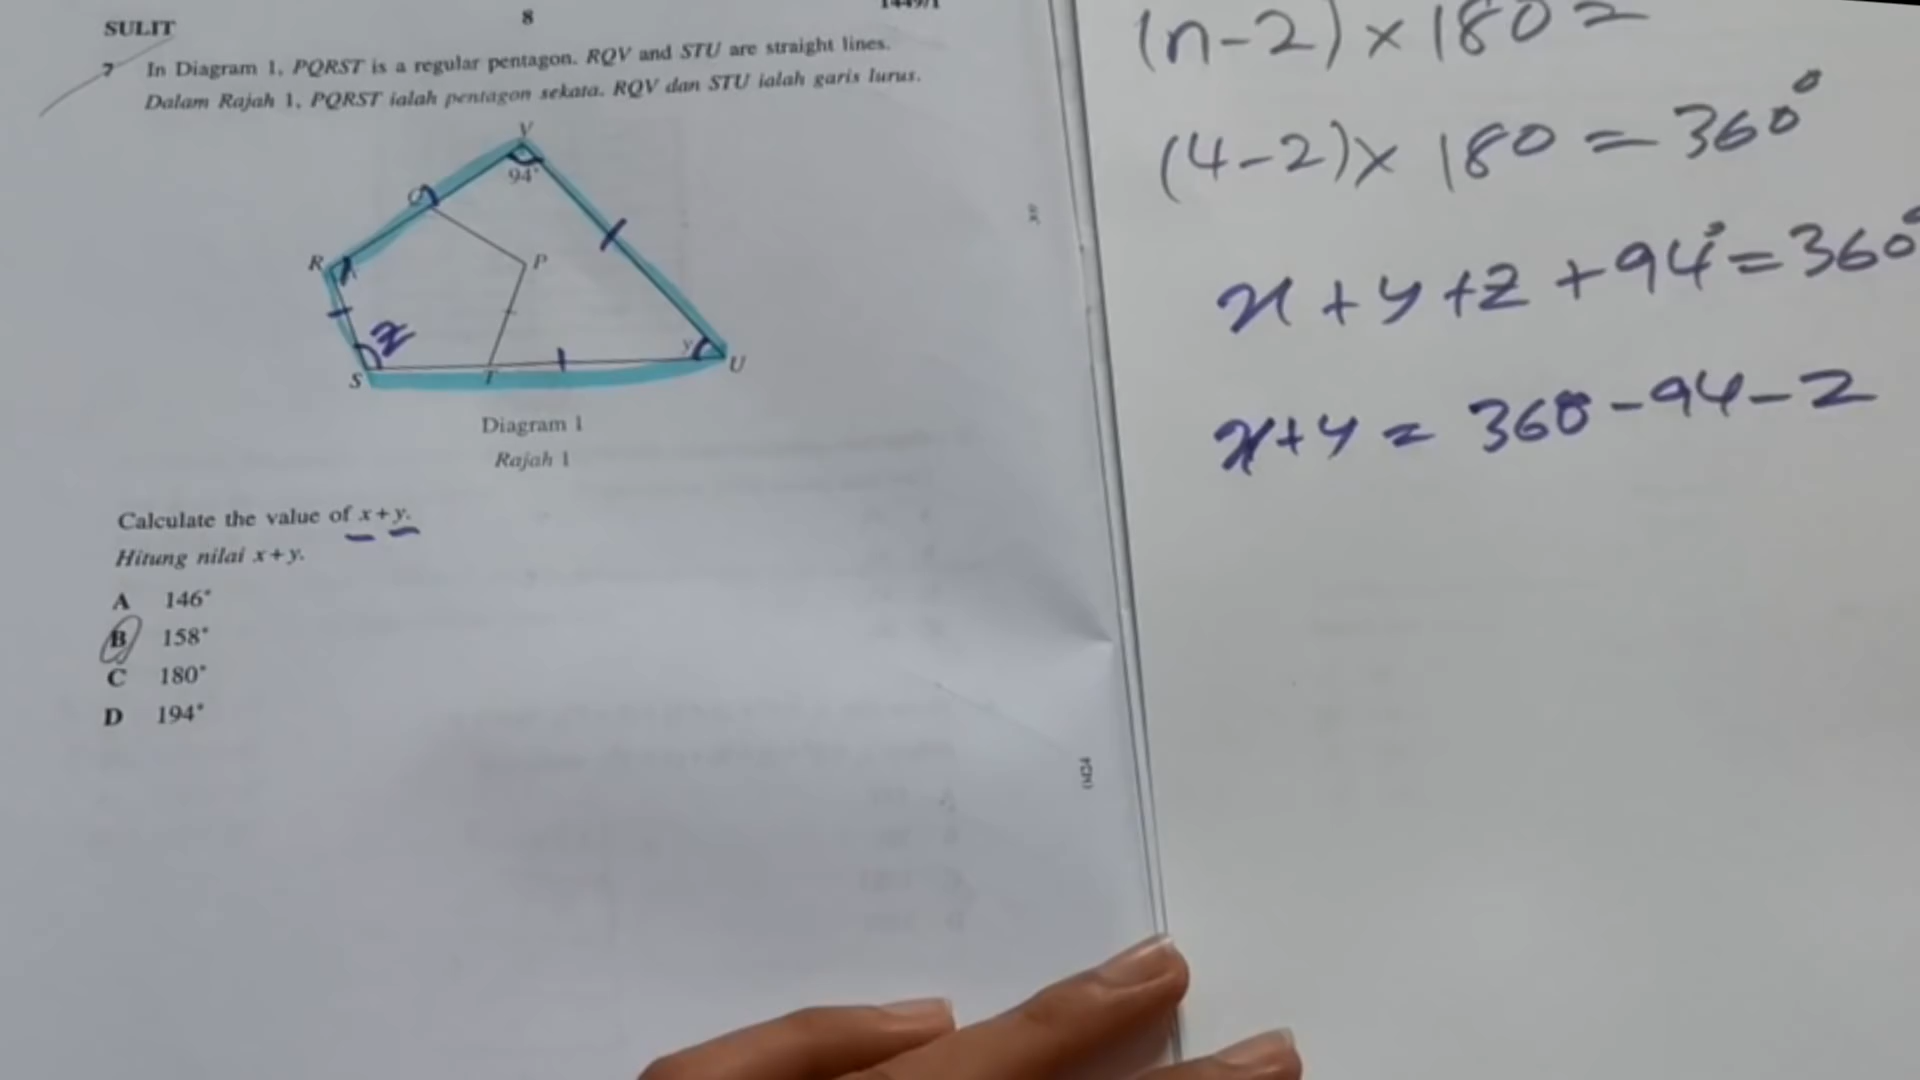 SULIT
8
1449/1
7 In Diagram 1, PQRST is a regular pentagon. RQV and STU are straight lines.
Dalam Rajah 1, PQRST ialah pentagon sekata. RQV dan STU ialah garis lurus.
V
94°
Q
P
R
z
y
S
T
U
Diagram 1
Rajah 1
Calculate the value of x+y.
Hitung nilai x+y.
A 146°
B 158°
C 180°
D 194°
(n-2)×180=
(4-2)×180=360°
x+y+z+94°=360°
x+y=360-94-z